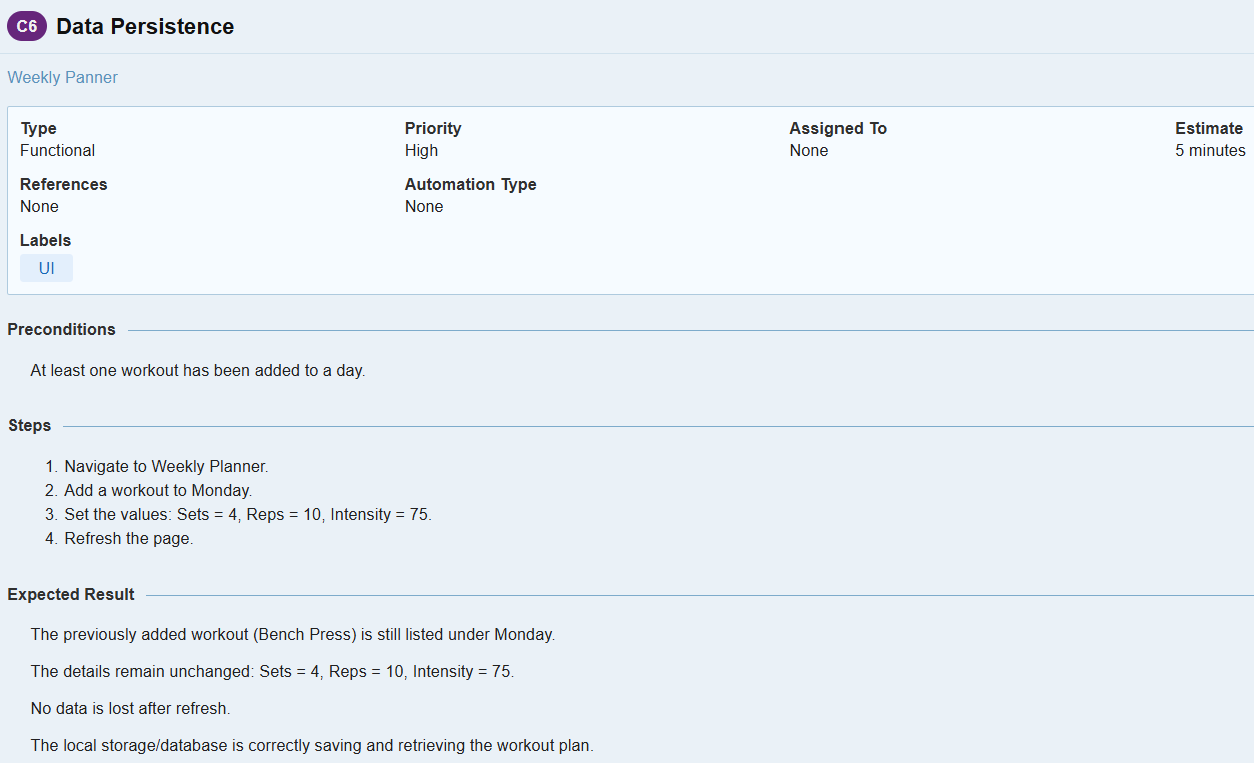 C6 Data Persistence
Weekly Panner
Type Priority Assigned To Estimate
Functional High None 5 minutes
References Automation Type
None None
Labels
UI
Preconditions
At least one workout has been added to a day.
Steps
1. Navigate to Weekly Planner.
2. Add a workout to Monday.
3. Set the values: Sets = 4, Reps = 10, Intensity = 75.
4. Refresh the page.
Expected Result
The previously added workout (Bench Press) is still listed under Monday.
The details remain unchanged: Sets = 4, Reps = 10, Intensity = 75.
No data is lost after refresh.
The local storage/database is correctly saving and retrieving the workout plan.